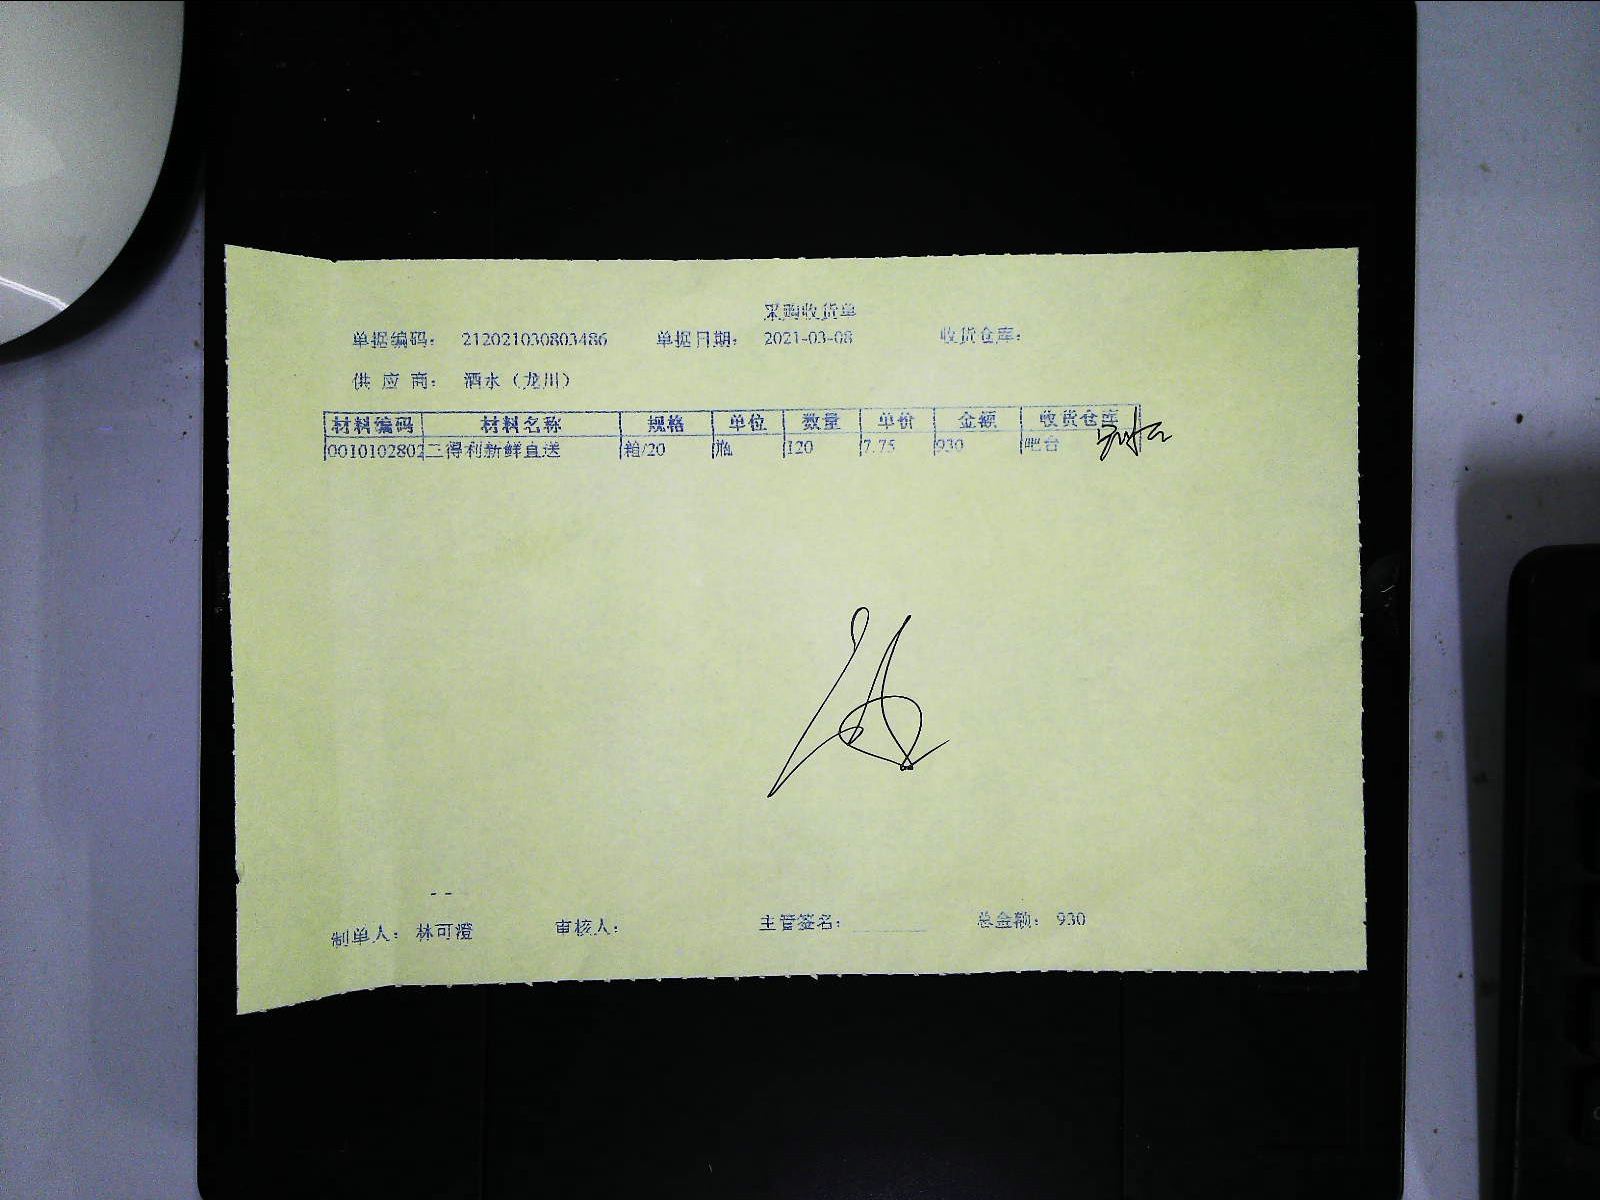 采购收货单
单据编码： 212021030803486 单据日期： 2021-03-08 收货仓库：
供 应 商： 酒水（龙川）
材料编码 材料名称 规格 单位 数量 单价 金额 收货仓库
0010102802 三得利新鲜直送 箱/20 瓶 120 7.75 930 吧台
制单人： 林可澄 审核人： 主管签名： 总金额： 930